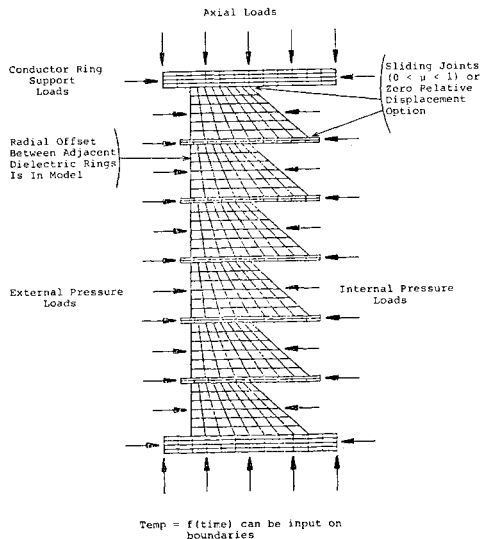 Axial Loads
Conductor Ring
Support
Loads
Sliding Joints
(0 < μ < 1) or
Zero Relative
Displacement
Option
Radial Offset
Between Adjacent
Dielectric Rings
Is In Model
External Pressure
Loads
Internal Pressure
Loads
Temp = f(time) can be input on
boundaries